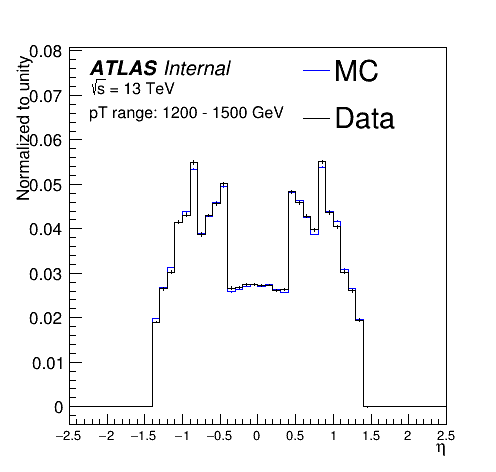 0.08
0.07
0.06
0.05
0.04
0.03
0.02
0.01
0
Normalized to unity
ATLAS Internal
√s = 13 TeV
pT range: 1200 - 1500 GeV
MC
Data
−2.5 −2 −1.5 −1 −0.5 0 0.5 1 1.5 2 2.5
η